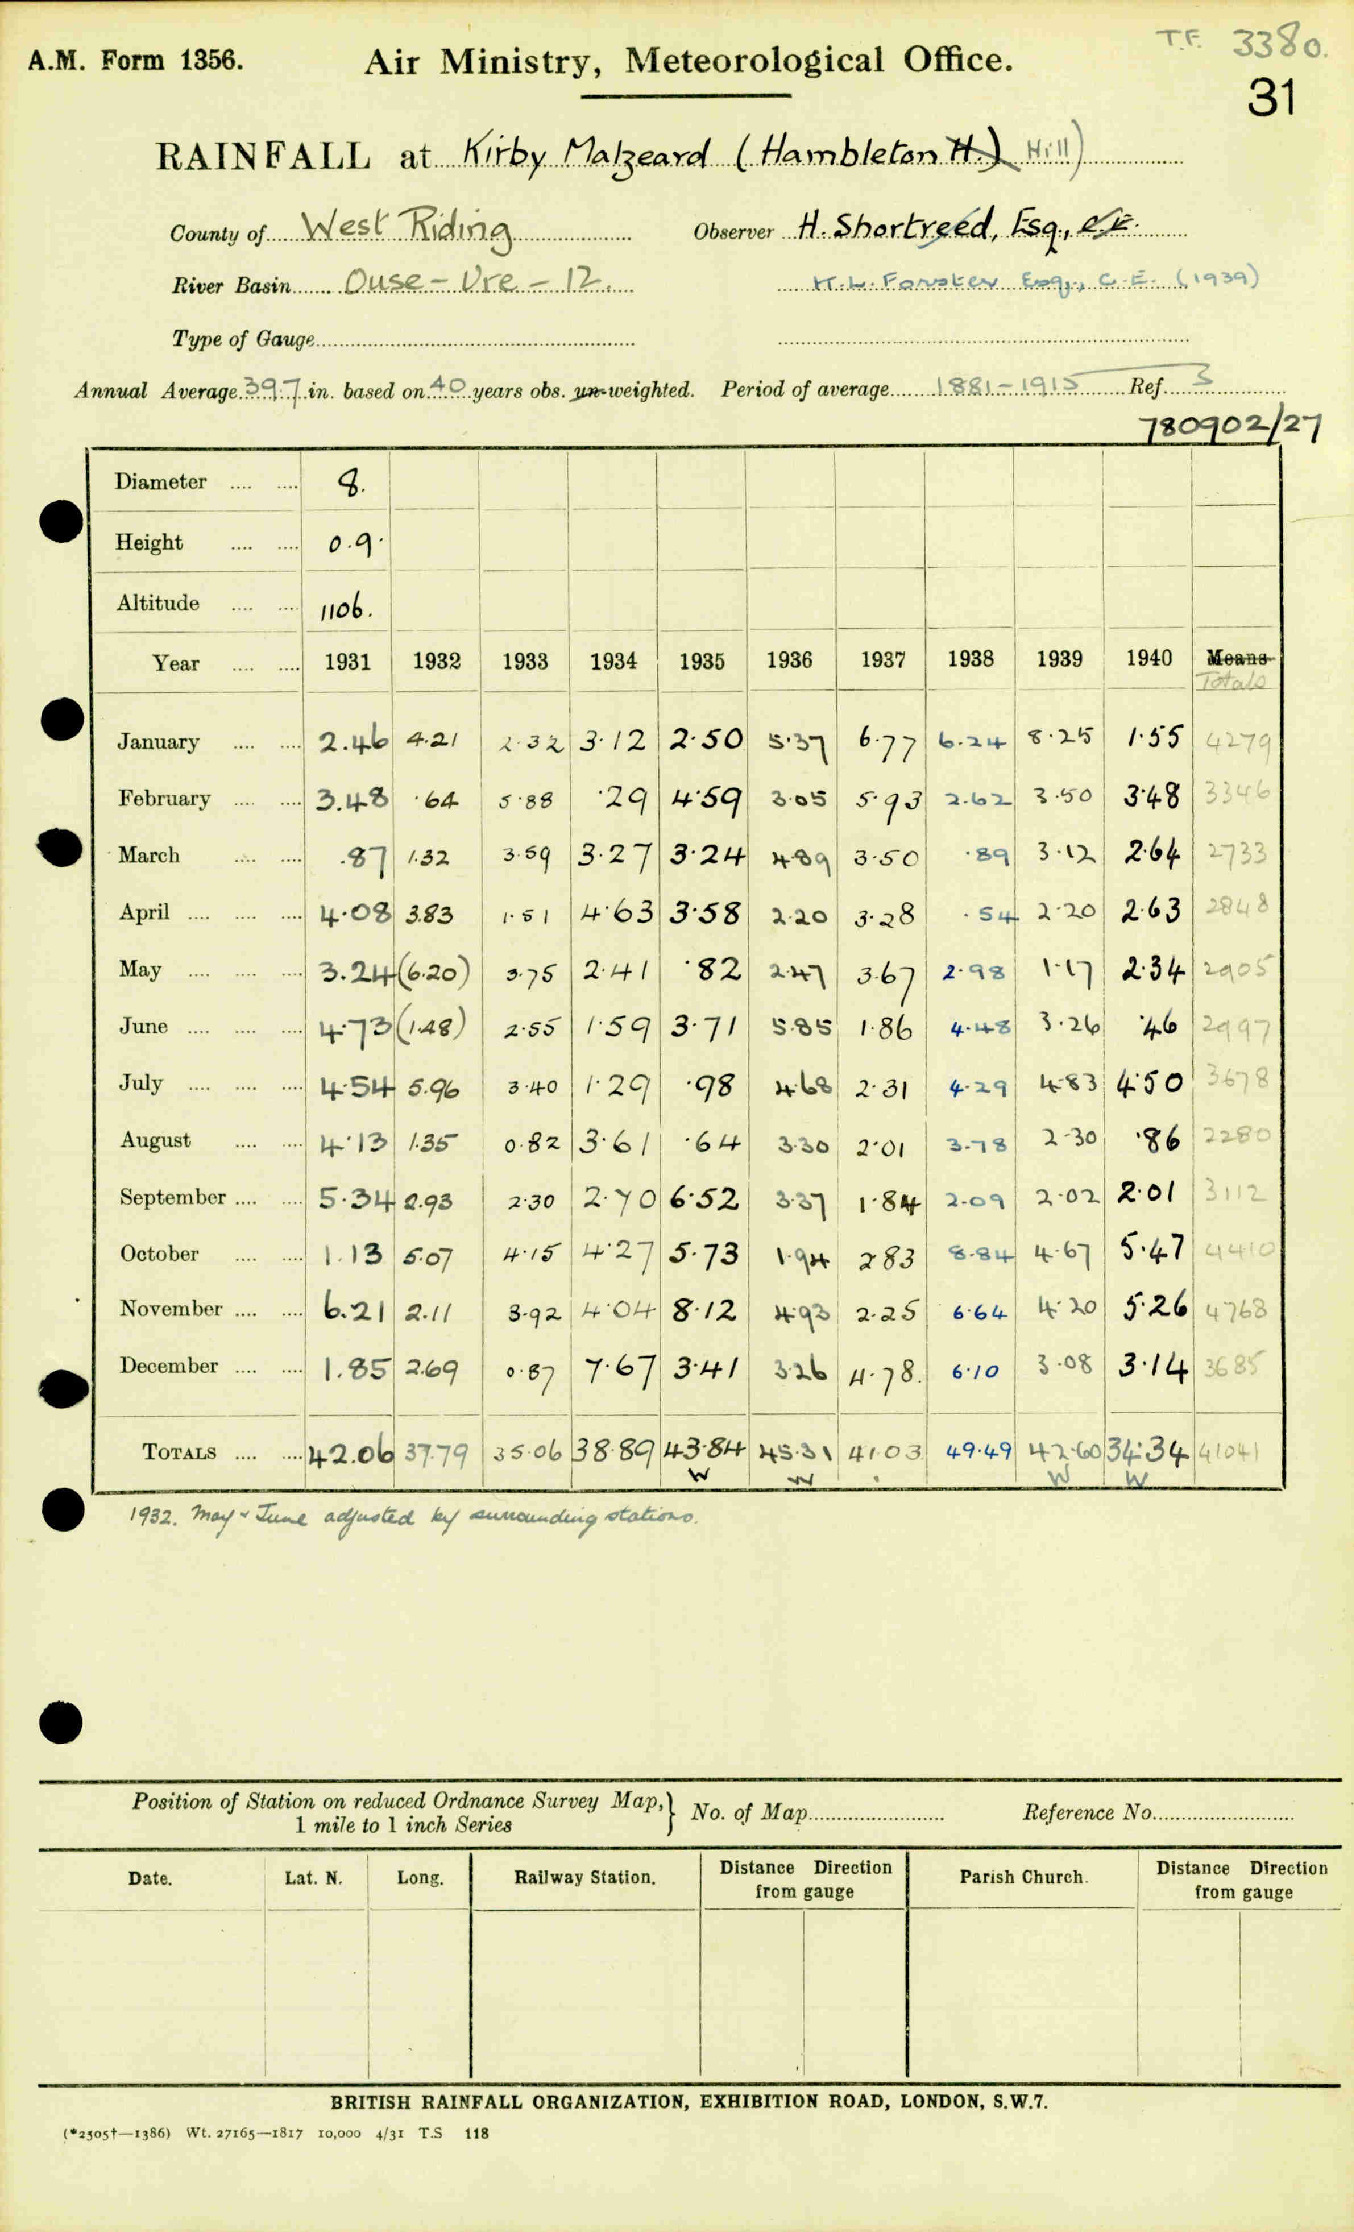 T.F. 3380.
A.M. Form 1356. Air Ministry, Meteorological Office.
31
RAINFALL at Kirby Malzeard (Hambleton H.) Hill)
County of West Riding Observer H. Shortreed, Esq., C.E.
River Basin Ouse – Ure – 12. H.L. Forster Esq., C.E. (1939)
Type of Gauge
Annual Average 39.7 in. based on 40 years obs. un-weighted. Period of average 1881–1915 Ref. 3
780902/27
Diameter 8.
Height 0.9.
Altitude 1106.
Year 1931 1932 1933 1934 1935 1936 1937 1938 1939 1940 Means
Totals
January 2.46 4.21 2.32 3.12 2.50 5.37 6.77 6.24 8.25 1.55 4279
February 3.48 .64 5.88 .29 4.59 3.05 5.93 2.62 3.50 3.48 3346
March .87 1.32 3.59 3.27 3.24 4.89 3.50 .89 3.12 2.64 2733
April 4.08 3.83 1.51 4.63 3.58 2.20 3.28 .54 2.20 2.63 2848
May 3.24 (6.20) 3.75 2.41 .82 2.47 3.67 2.98 1.17 2.34 2905
June 4.73 (1.48) 2.55 1.59 3.71 5.85 1.86 4.48 3.26 .46 2997
July 4.54 5.96 3.40 1.29 .98 4.68 2.31 4.29 4.83 4.50 3678
August 4.13 1.35 0.82 3.61 .64 3.30 2.01 3.78 2.30 .86 2280
September 5.34 2.93 2.30 2.70 6.52 3.37 1.84 2.09 2.02 2.01 3112
October 1.13 5.07 4.15 4.27 5.73 1.94 2.83 8.84 4.67 5.47 4410
November 6.21 2.11 3.92 4.04 8.12 4.93 2.25 6.64 4.20 5.26 4768
December 1.85 2.69 0.87 7.67 3.41 3.26 4.78. 6.10 3.08 3.14 3685
TOTALS 42.06 37.79 35.06 38.89 43.84 45.31 41.03 49.49 42.60 34.34 41041
W W W W
1932. May & June adjusted by surrounding stations.
Position of Station on reduced Ordnance Survey Map, 1 mile to 1 inch Series } No. of Map Reference No.
Date. Lat. N. Long. Railway Station. Distance Direction from gauge Parish Church. Distance Direction from gauge
BRITISH RAINFALL ORGANIZATION, EXHIBITION ROAD, LONDON, S.W.7.
(*2505†—1386) Wt. 27165—1817 10,000 4/31 T.S 118